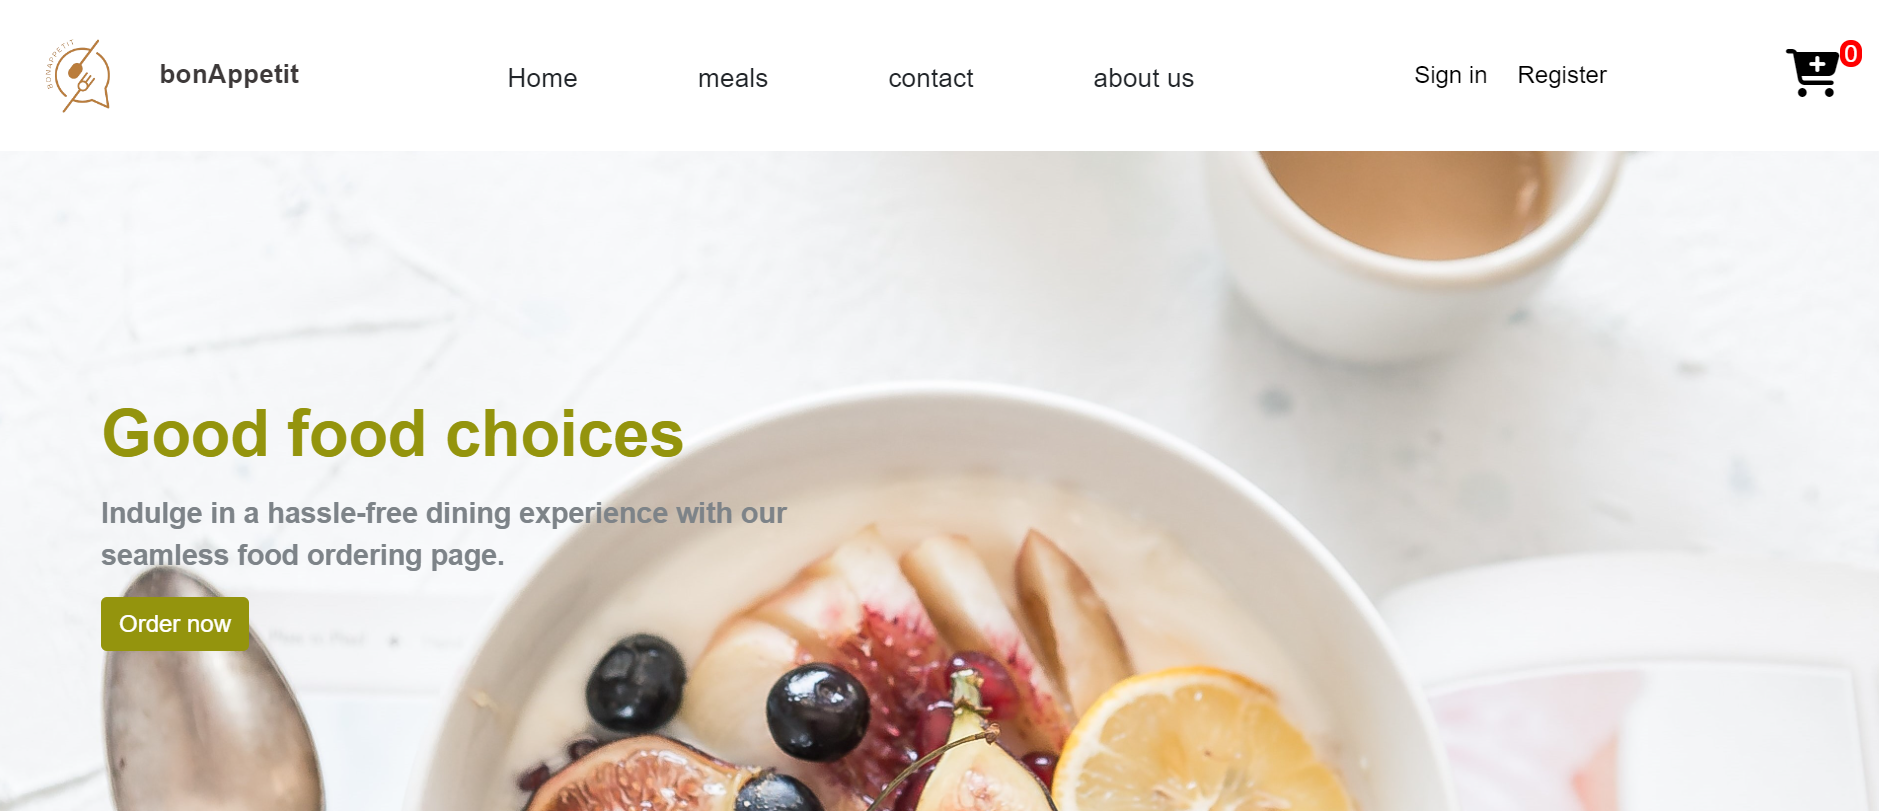 BONAPPETIT
bonAppetit
Home
meals
contact
about us
Sign in
Register
0
Good food choices
Indulge in a hassle-free dining experience with our
seamless food ordering page.
Order now